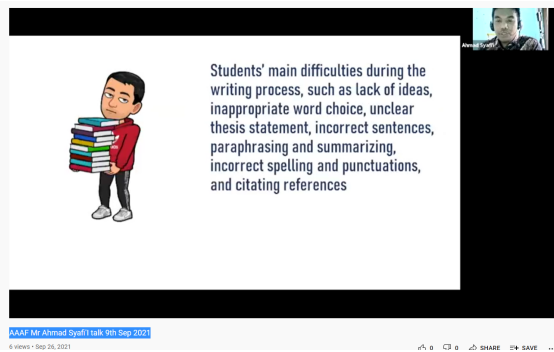 Ahmad Syafi'i
Students' main difficulties during the
writing process, such as lack of ideas,
inappropriate word choice, unclear
thesis statement, incorrect sentences,
paraphrasing and summarizing,
incorrect spelling and punctuations,
and citating references
AAAF Mr Ahmad Syafi'I talk 9th Sep 2021
6 views • Sep 26, 2021
0 0 SHARE SAVE ...